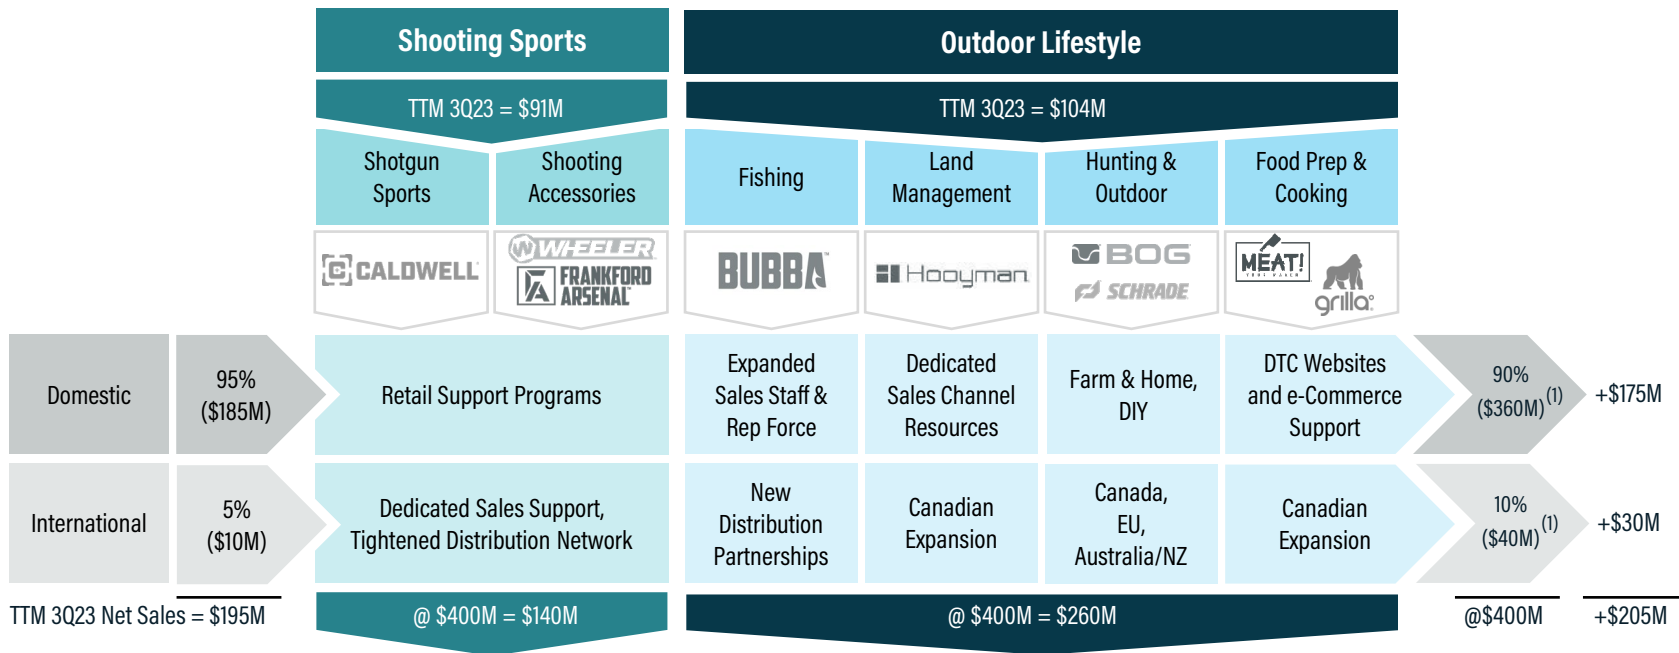 Shooting Sports
Outdoor Lifestyle
TTM 3Q23 = $91M
TTM 3Q23 = $104M
Shotgun
Sports
Shooting
Accessories
Fishing
Land
Management
Hunting &
Outdoor
Food Prep &
Cooking
CALDWELL
WHEELER
FRANKFORD
ARSENAL™
BUBBA™
Hooyman
BOG
SCHRADE
MEAT!
YOUR MAKER
grilla
Domestic
95%
($185M)
Retail Support Programs
Expanded
Sales Staff &
Rep Force
Dedicated
Sales Channel
Resources
Farm & Home,
DIY
DTC Websites
and e-Commerce
Support
90%
($360M)(1)
+$175M
International
5%
($10M)
Dedicated Sales Support,
Tightened Distribution Network
New
Distribution
Partnerships
Canadian
Expansion
Canada,
EU,
Australia/NZ
Canadian
Expansion
10%
($40M)(1)
+$30M
TTM 3Q23 Net Sales = $195M
@ $400M = $140M
@ $400M = $260M
@$400M
+$205M